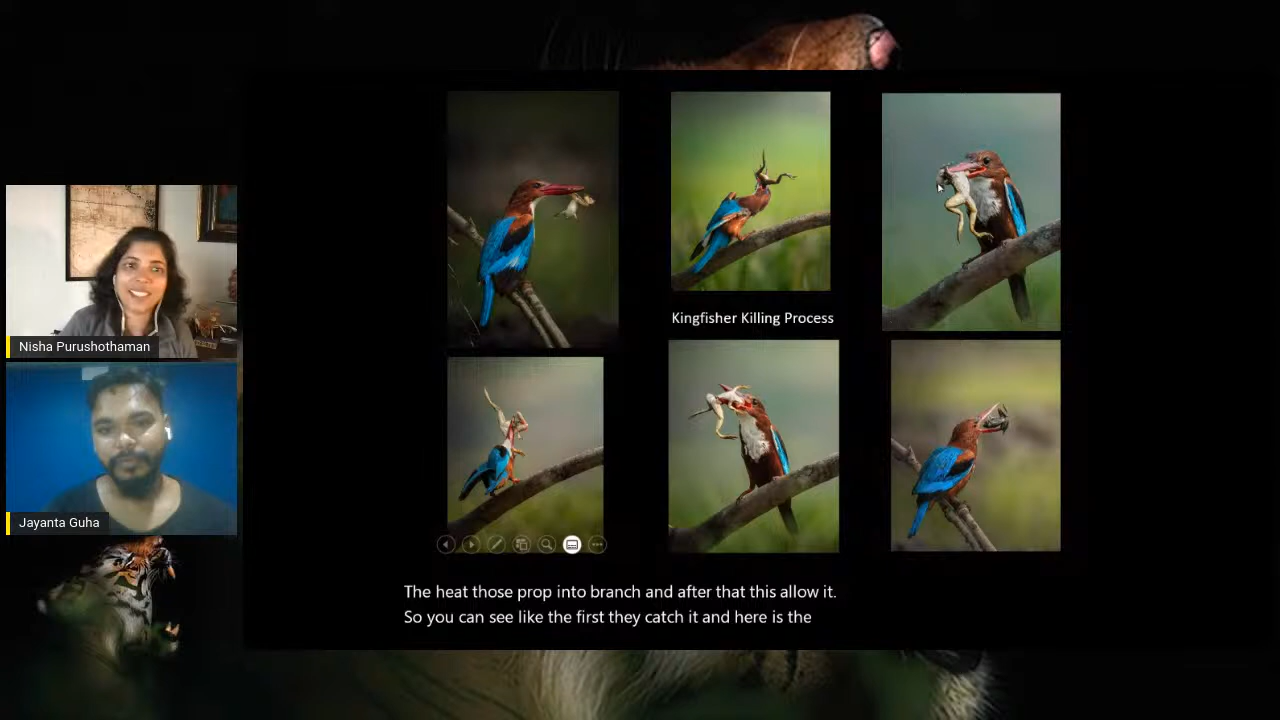 Nisha Purushothaman
Jayanta Guha
Kingfisher Killing Process
The heat those prop into branch and after that this allow it.
So you can see like the first they catch it and here is the